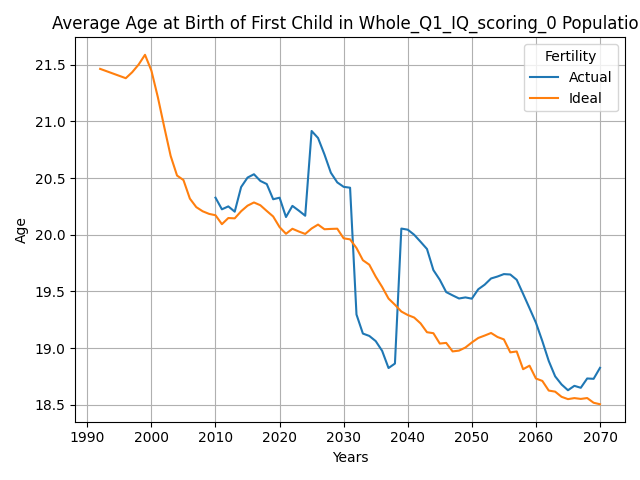 Average Age at Birth of First Child in Whole_Q1_IQ_scoring_0 Populatio
Fertility
Actual
Ideal
21.5
21.0
20.5
20.0
19.5
19.0
18.5
Age
1990 2000 2010 2020 2030 2040 2050 2060 2070
Years